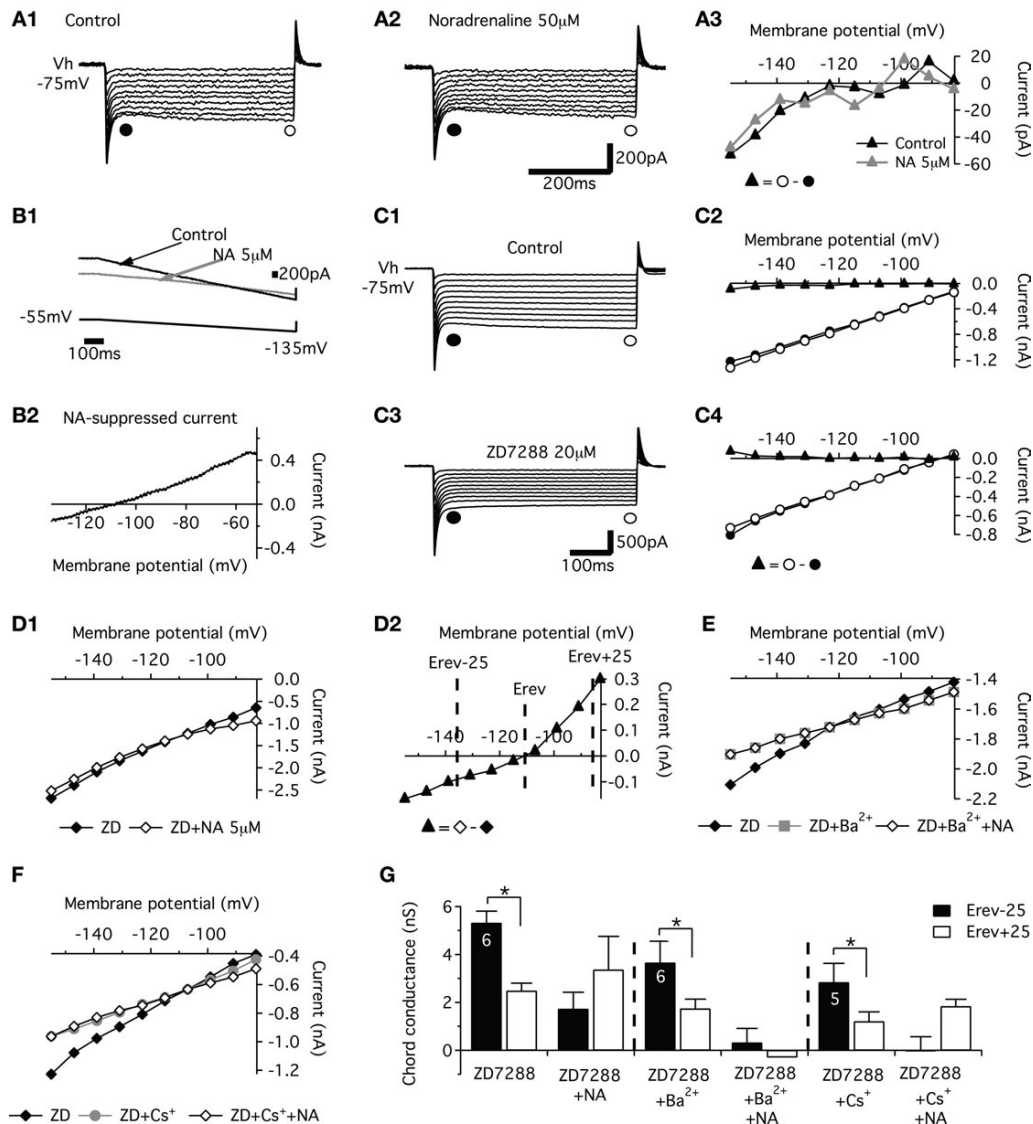 A1 Control
Vh
-75mV
A2 Noradrenaline 50μM
200pA
200ms
A3
Membrane potential (mV)
-140 -120 -100
20
0
-20
-40
-60
Current (pA)
Control
NA 5μM
▲ = ○ - ●
B1
Control
NA 5μM
200pA
-55mV
-135mV
100ms
C1
Control
Vh
-75mV
C2
Membrane potential (mV)
-140 -120 -100
0.0
-0.4
-0.8
-1.2
Current (nA)
B2 NA-suppressed current
0.4
0.0
-0.4
Current (nA)
-120 -100 -80 -60
Membrane potential (mV)
C3
ZD7288 20μM
500pA
100ms
C4
-140 -120 -100
0.0
-0.2
-0.4
-0.6
-0.8
Current (nA)
▲ = ○ - ●
D1
Membrane potential (mV)
-140 -120 -100
0.0
-0.5
-1.0
-1.5
-2.0
-2.5
Current (nA)
ZD ZD+NA 5μM
D2
Membrane potential (mV)
Erev-25 Erev+25
Erev
-140 -120 -100
0.3
0.2
0.1
0.0
-0.1
Current (nA)
▲ = ◇ - ◆
E
Membrane potential (mV)
-140 -120 -100
-1.4
-1.6
-1.8
-2.0
-2.2
Current (nA)
ZD ZD+Ba²⁺ ZD+Ba²⁺+NA
F
Membrane potential (mV)
-140 -120 -100
-0.4
-0.6
-0.8
-1.0
-1.2
Current (nA)
ZD ZD+Cs⁺ ZD+Cs⁺+NA
G
Chord conductance (nS)
6
4
2
0
* * *
6 6 5
Erev-25
Erev+25
ZD7288
ZD7288 +NA
ZD7288 +Ba²⁺
ZD7288 +Ba²⁺ +NA
ZD7288 +Cs⁺
ZD7288 +Cs⁺ +NA